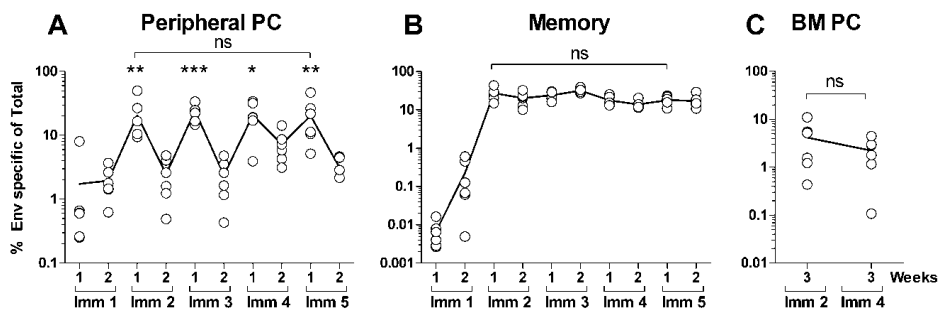 A Peripheral PC
ns
** *** * **
% Env specific of Total
100
10
1
0.1
1 2 1 2 1 2 1 2 1 2
Imm 1 Imm 2 Imm 3 Imm 4 Imm 5
B Memory
ns
100
10
1
0.1
0.01
0.001
1 2 1 2 1 2 1 2 1 2
Imm 1 Imm 2 Imm 3 Imm 4 Imm 5
C BM PC
ns
100
10
1
0.1
0.01
3 3 Weeks
Imm 2 Imm 4